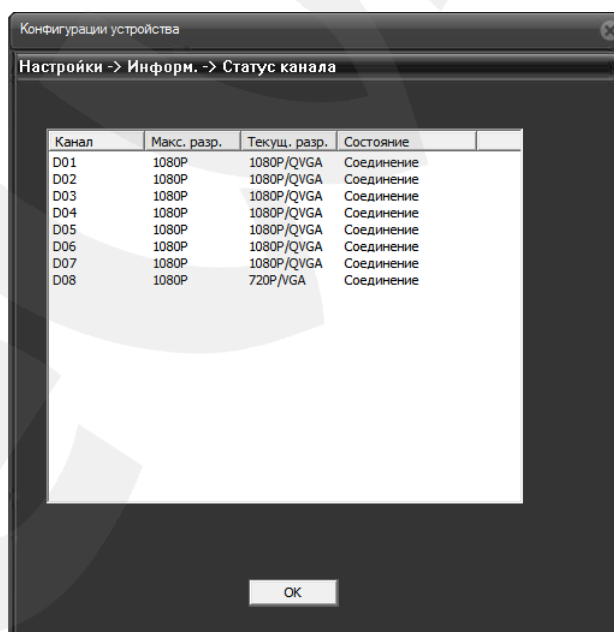 Конфигурации устройства
Настройки -> Информ. -> Статус канала
Канал Макс. разр. Текущ. разр. Состояние
D01 1080P 1080P/QVGA Соединение
D02 1080P 1080P/QVGA Соединение
D03 1080P 1080P/QVGA Соединение
D04 1080P 1080P/QVGA Соединение
D05 1080P 1080P/QVGA Соединение
D06 1080P 1080P/QVGA Соединение
D07 1080P 1080P/QVGA Соединение
D08 1080P 720P/VGA Соединение
OK